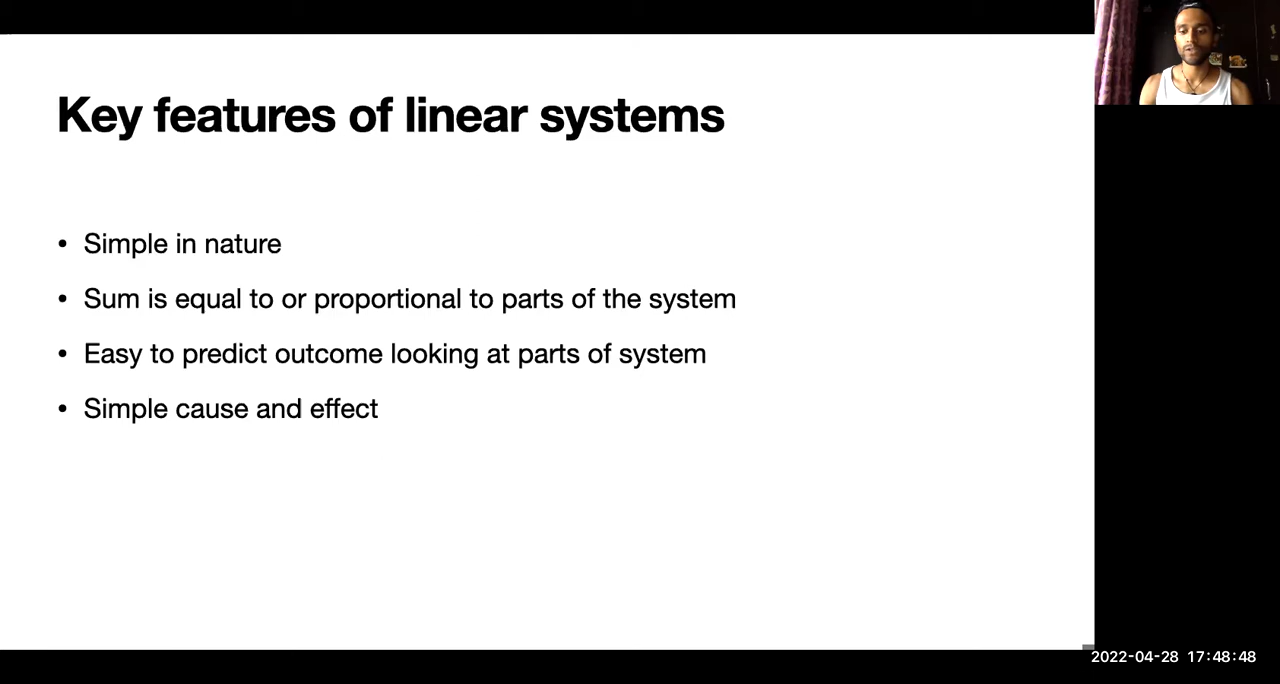 Key features of linear systems
• Simple in nature
• Sum is equal to or proportional to parts of the system
• Easy to predict outcome looking at parts of system
• Simple cause and effect
2022-04-28 17:48:48